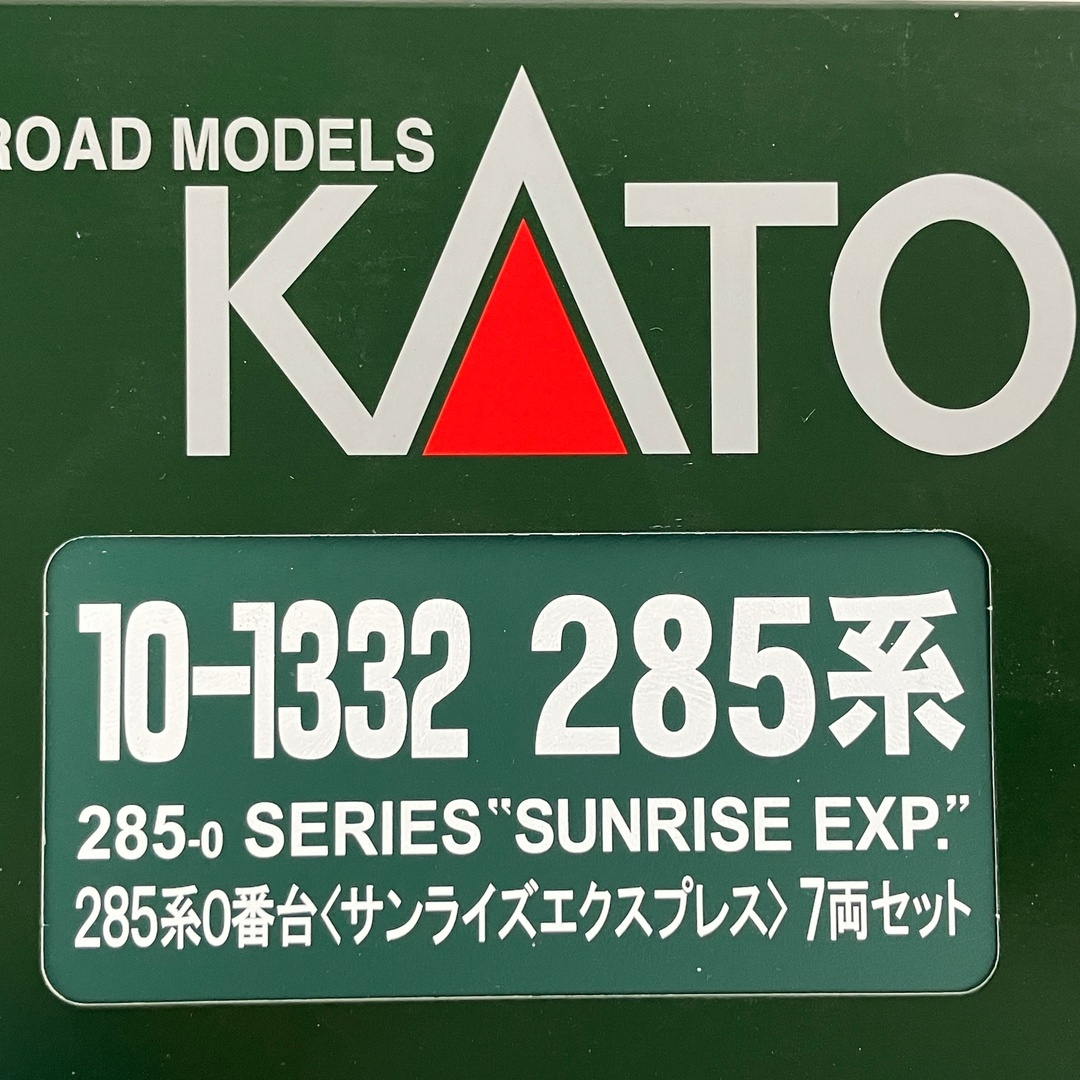 ROAD MODELS
KATO
10-1332 285系
285-0 SERIES "SUNRISE EXP."
285系0番台〈サンライズエクスプレス〉7両セット